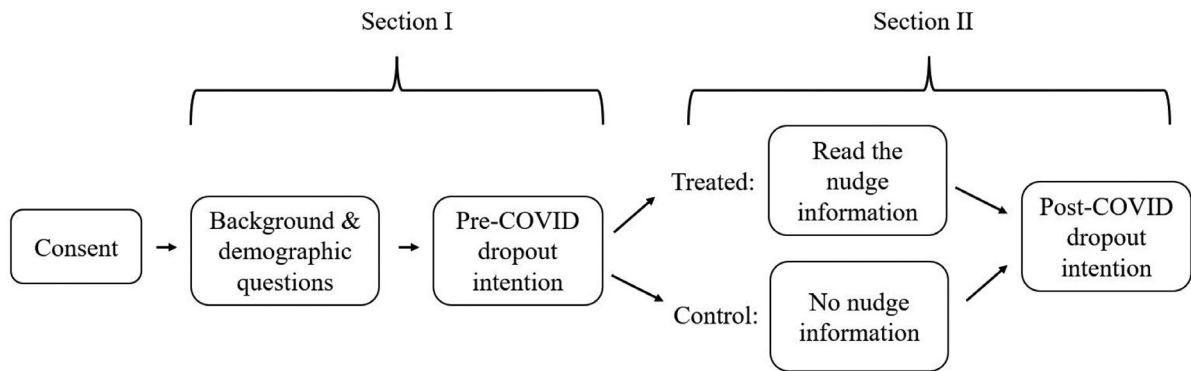 Section I
Section II
Consent
Background &
demographic
questions
Pre-COVID
dropout
intention
Treated:
Read the
nudge
information
Control:
No nudge
information
Post-COVID
dropout
intention